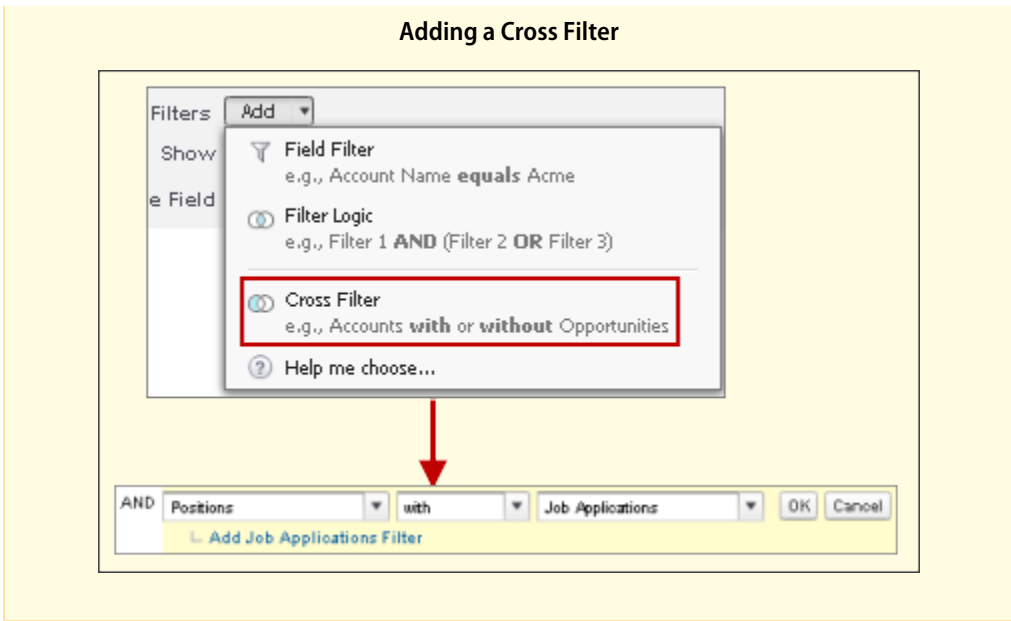 Adding a Cross Filter
Filters Add
Show
e Field
Field Filter
e.g., Account Name equals Acme
Filter Logic
e.g., Filter 1 AND (Filter 2 OR Filter 3)
Cross Filter
e.g., Accounts with or without Opportunities
? Help me choose...
AND Positions with Job Applications OK Cancel
Add Job Applications Filter